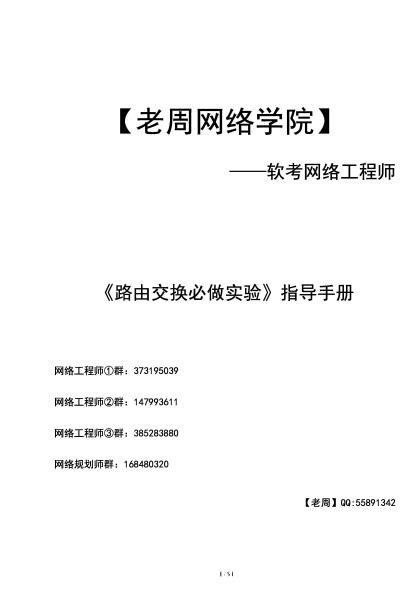 【老周网络学院】
——软考网络工程师
《路由交换必做实验》指导手册
网络工程师①群：373195039
网络工程师②群：147993611
网络工程师③群：385283880
网络规划师群：168480320
【老周】QQ:55891342
1 / 51